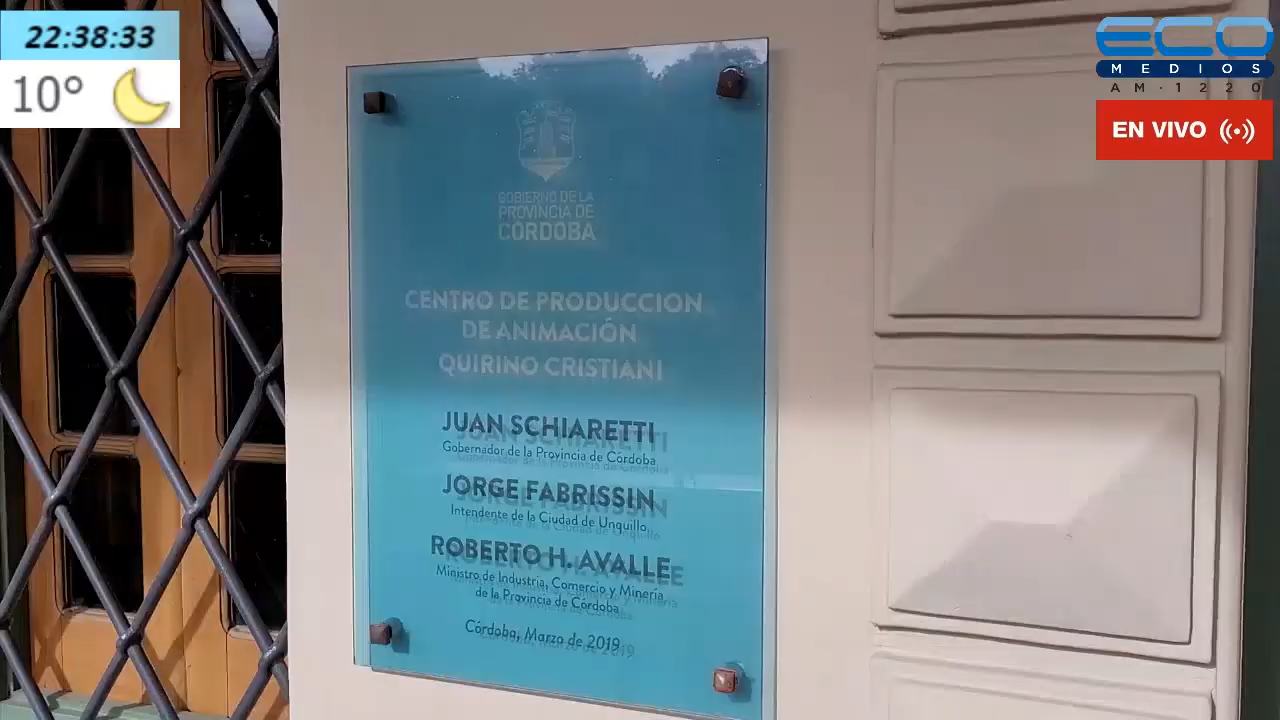 22:38:33
10°
ECO
MEDIOS
AM·1220
EN VIVO
GOBIERNO DE LA
PROVINCIA DE
CÓRDOBA
CENTRO DE PRODUCCION
DE ANIMACIÓN
QUIRINO CRISTIANI
JUAN SCHIARETTI
Gobernador de la Provincia de Córdoba
JORGE FABRISSIN
Intendente de la Ciudad de Unquillo
ROBERTO H. AVALLE
Ministro de Industria, Comercio y Minería
de la Provincia de Córdoba
Córdoba, Marzo de 2019